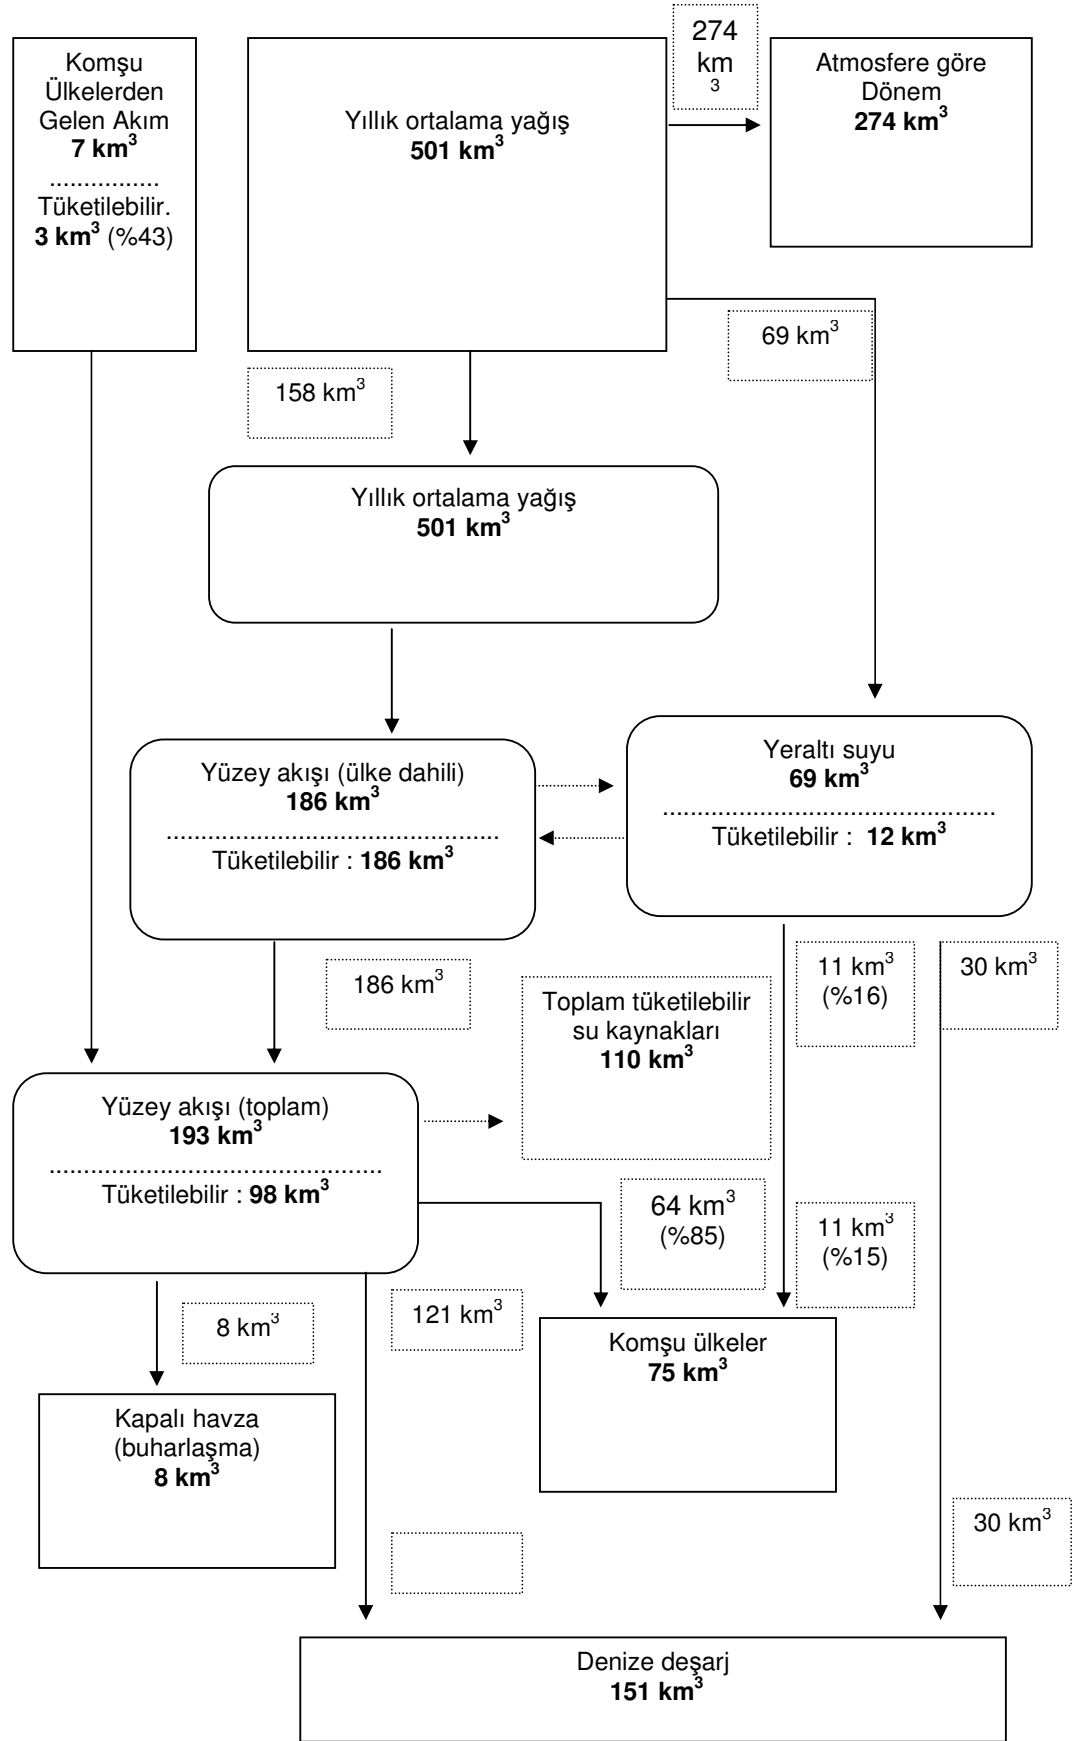 Komşu
Ülkelerden
Gelen Akım
7 km³
................
Tüketilebilir.
3 km³ (%43)
Yıllık ortalama yağış
501 km³
274
km
3
Atmosfere göre
Dönem
274 km³
69 km³
158 km³
Yıllık ortalama yağış
501 km³
Yüzey akışı (ülke dahili)
186 km³
................................................
Tüketilebilir : 186 km³
Yeraltı suyu
69 km³
................................................
Tüketilebilir : 12 km³
186 km³
Toplam tüketilebilir
su kaynakları
110 km³
11 km³
(%16)
30 km³
Yüzey akışı (toplam)
193 km³
................................................
Tüketilebilir : 98 km³
64 km³
(%85)
11 km³
(%15)
8 km³
121 km³
Komşu ülkeler
75 km³
Kapalı havza
(buharlaşma)
8 km³
30 km³
Denize deşarj
151 km³